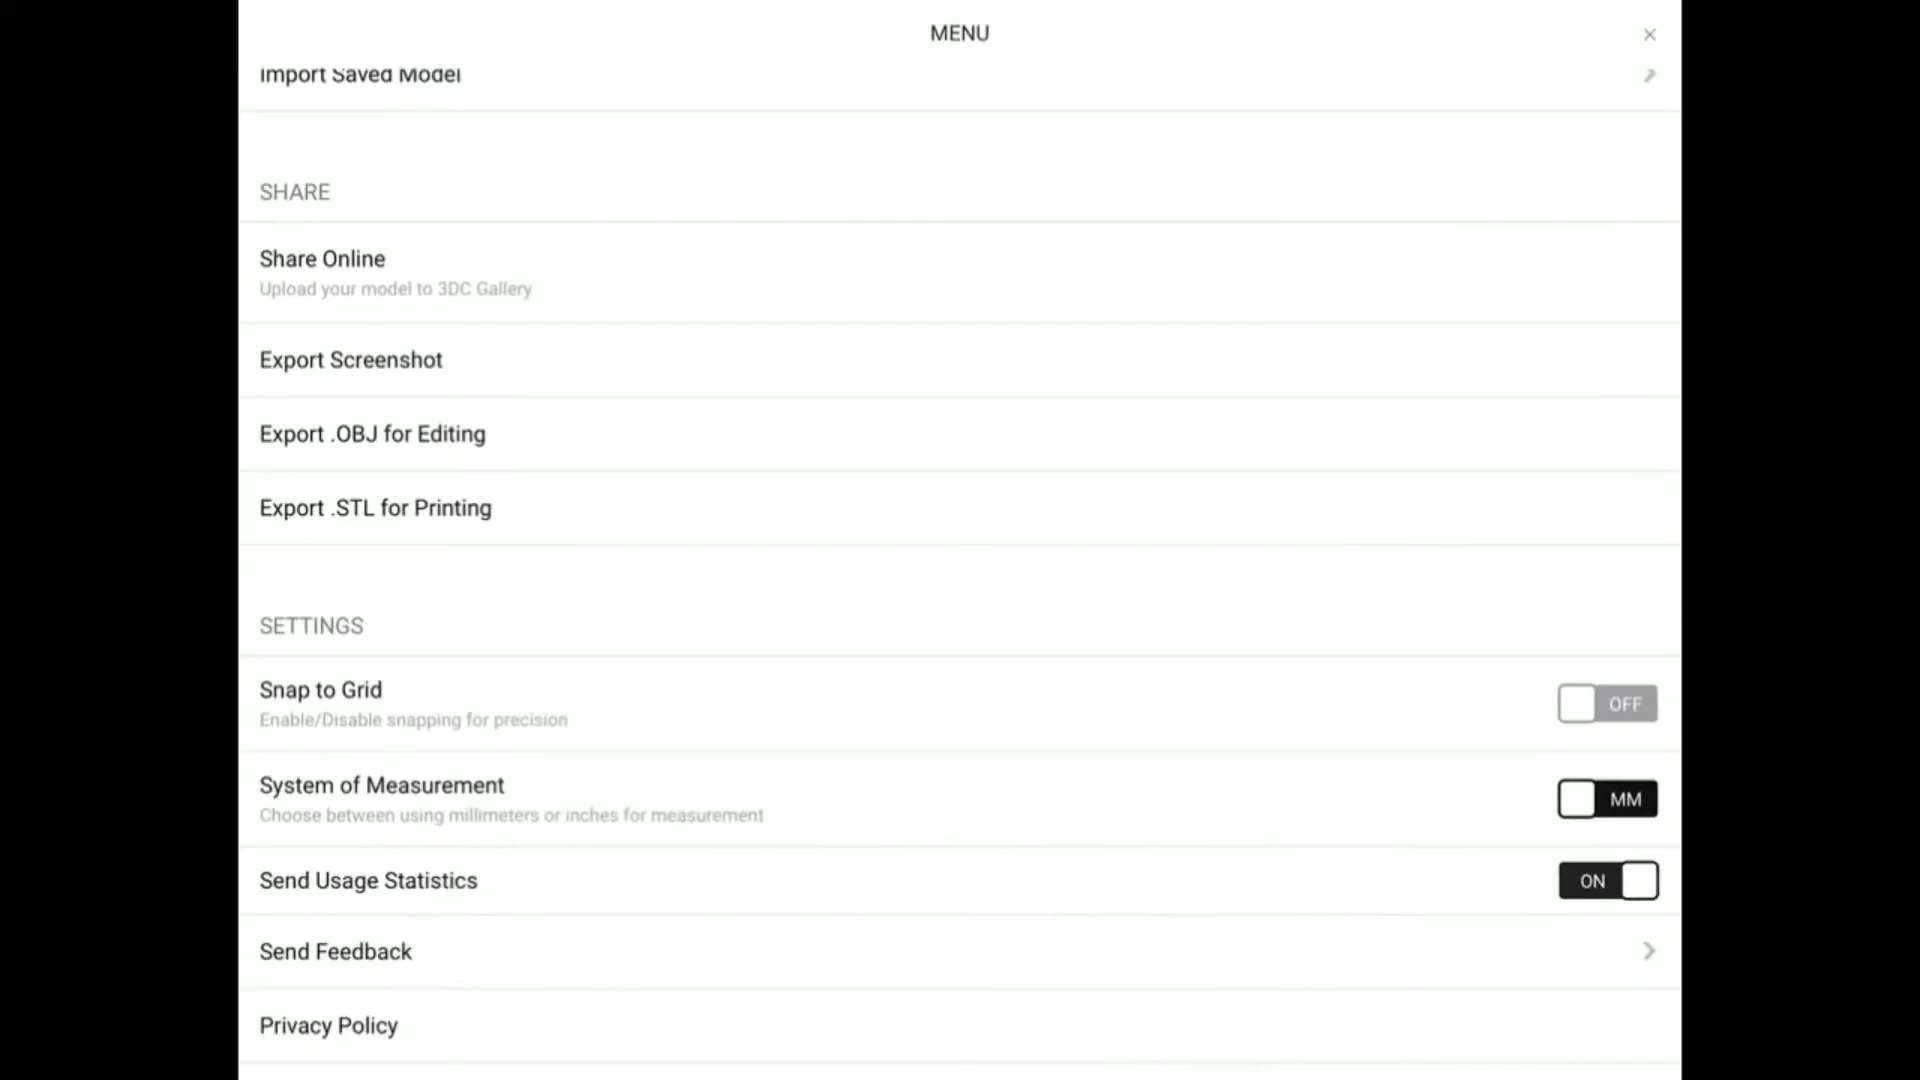 MENU
Import Saved Model
SHARE
Share Online
Upload your model to 3DC Gallery
Export Screenshot
Export .OBJ for Editing
Export .STL for Printing
SETTINGS
Snap to Grid
OFF
Enable/Disable snapping for precision
System of Measurement
MM
Choose between using millimeters or inches for measurement
Send Usage Statistics
ON
Send Feedback
Privacy Policy